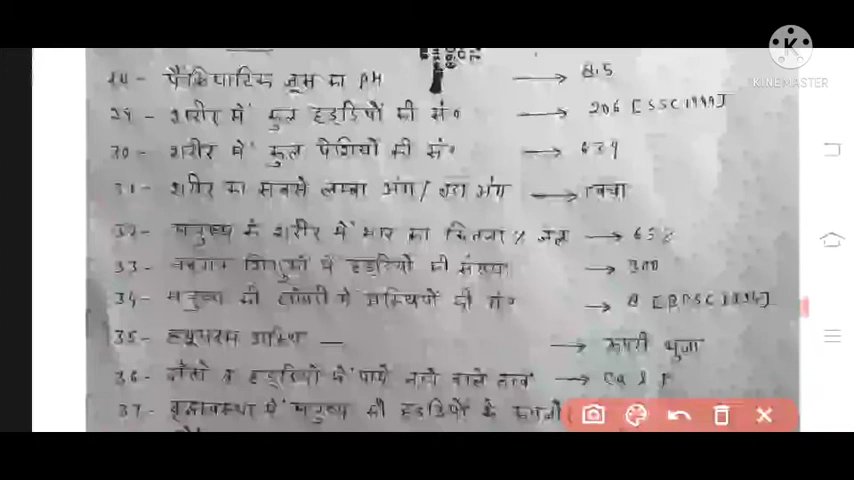 KINEMASTER
पैंक्रियाटिक जूस का PH → 8.5
29- शरीर में कुल हड्डियों की सं० → 206 [SSC 1999]
30- शरीर में कुल पेशियों की सं० → 639
31- शरीर का सबसे लम्बा अंग / बड़ा अंग → त्वचा
32- मनुष्य के शरीर में भार का कितना % जल → 65%
33- नवजात शिशुओं में हड्डियों की संख्या → 300
34- मनुष्य की खोपड़ी में अस्थियों की सं० → 8
35- ह्यूमरस अस्थि — → ऊपरी भुजा
36- दाँतों व हड्डियों में पाये जाने वाले तत्व → Ca & P
37- वृद्धावस्था में मनुष्य की हड्डियों के